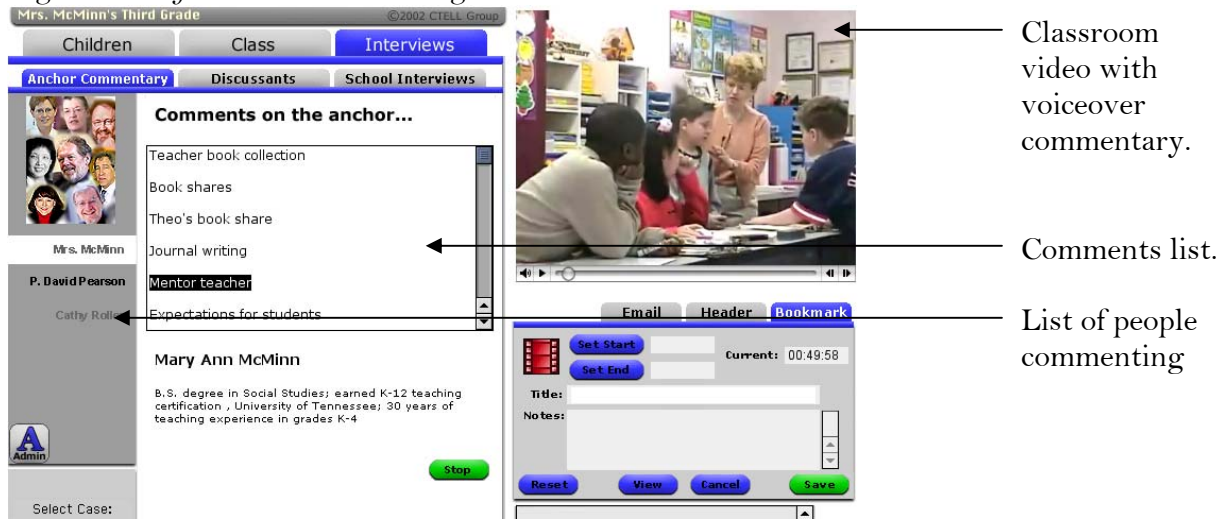 Mrs. McMinn's Third Grade ©2002 CTELL Group
Children Class Interviews
Anchor Commentary Discussants School Interviews
Comments on the anchor...
Teacher book collection
Book shares
Theo's book share
Journal writing
Mentor teacher
Expectations for students
Mrs. McMinn
P. David Pearson
Cathy
Mary Ann McMinn
B.S. degree in Social Studies; earned K-12 teaching
certification , University of Tennessee; 30 years of
teaching experience in grades K-4
Stop
A
Admin
Select Case:
Email Header Bookmark
Set Start
Current: 00:49:58
Set End
Title:
Notes:
Reset View Cancel Save
Classroom
video with
voiceover
commentary.
Comments list.
List of people
commenting